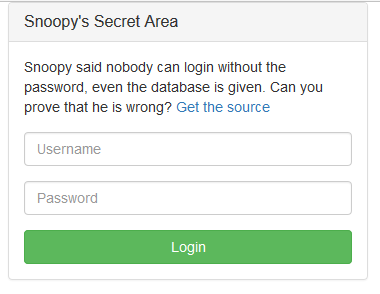 Snoopy's Secret Area
Snoopy said nobody can login without the
password, even the database is given. Can you
prove that he is wrong? Get the source
Username
Password
Login